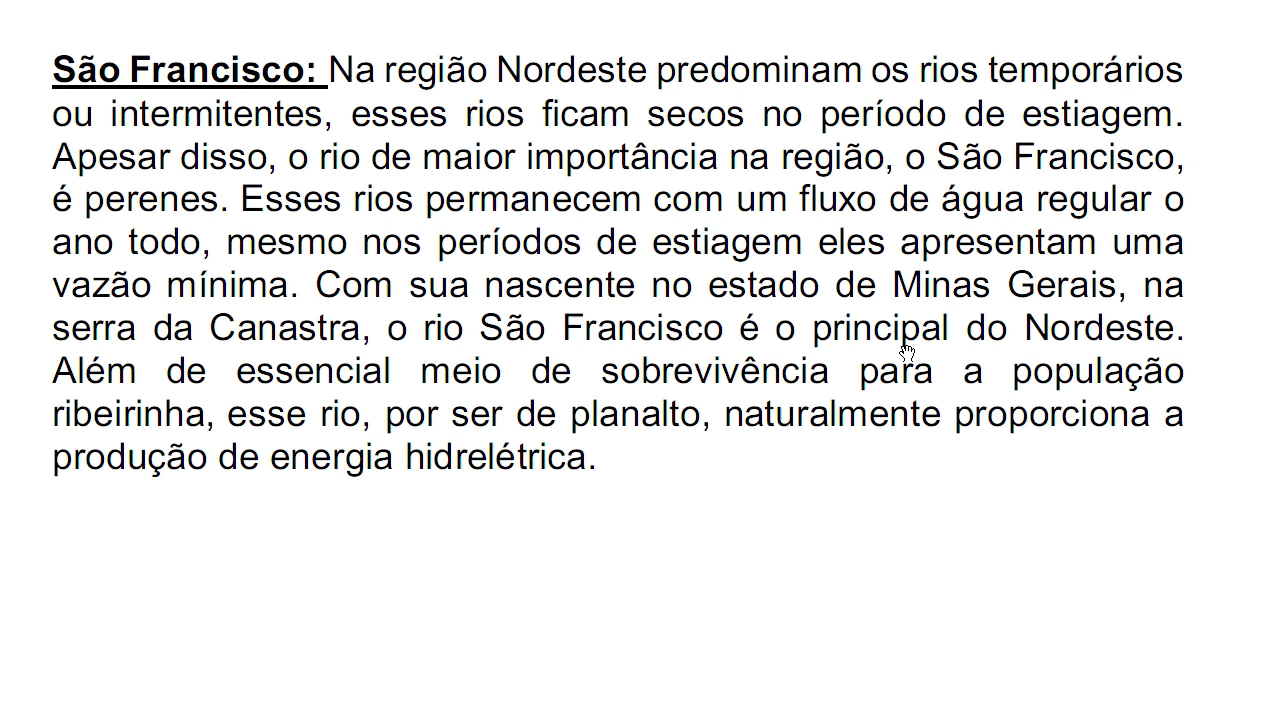 São Francisco: Na região Nordeste predominam os rios temporários
ou intermitentes, esses rios ficam secos no período de estiagem.
Apesar disso, o rio de maior importância na região, o São Francisco,
é perenes. Esses rios permanecem com um fluxo de água regular o
ano todo, mesmo nos períodos de estiagem eles apresentam uma
vazão mínima. Com sua nascente no estado de Minas Gerais, na
serra da Canastra, o rio São Francisco é o principal do Nordeste.
Além de essencial meio de sobrevivência para a população
ribeirinha, esse rio, por ser de planalto, naturalmente proporciona a
produção de energia hidrelétrica.